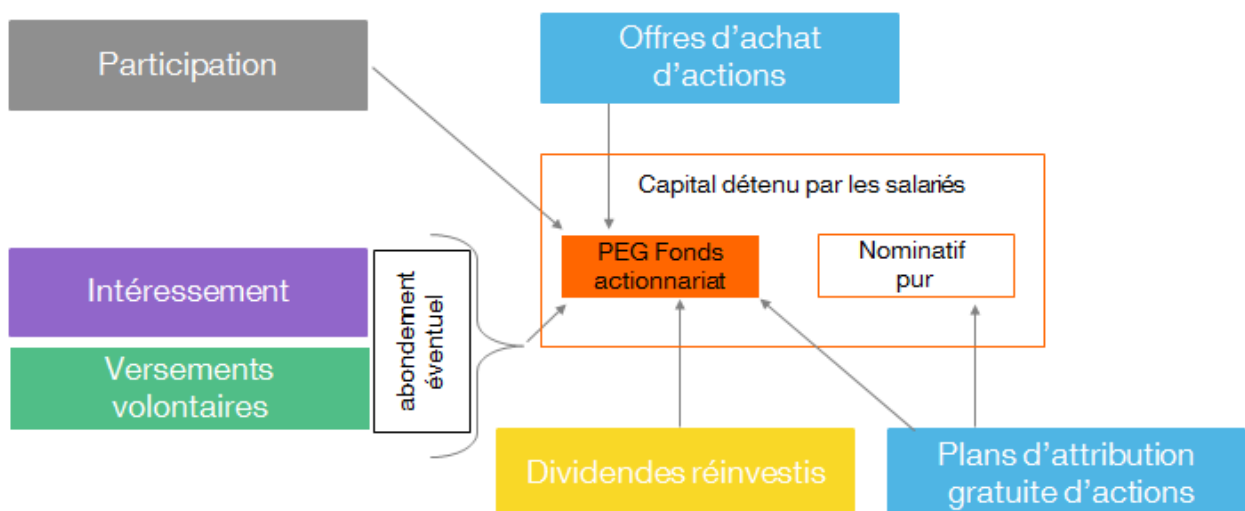 Participation
Offres d'achat
d'actions
Capital détenu par les salariés
PEG Fonds
actionnariat
Nominatif
pur
Intéressement
Versements
volontaires
abondement
éventuel
Dividendes réinvestis
Plans d'attribution
gratuite d'actions